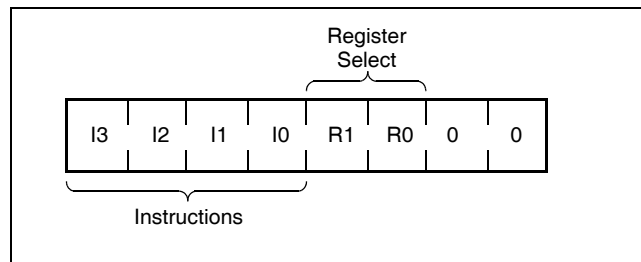 Register
Select
I3 I2 I1 I0 R1 R0 0 0
Instructions